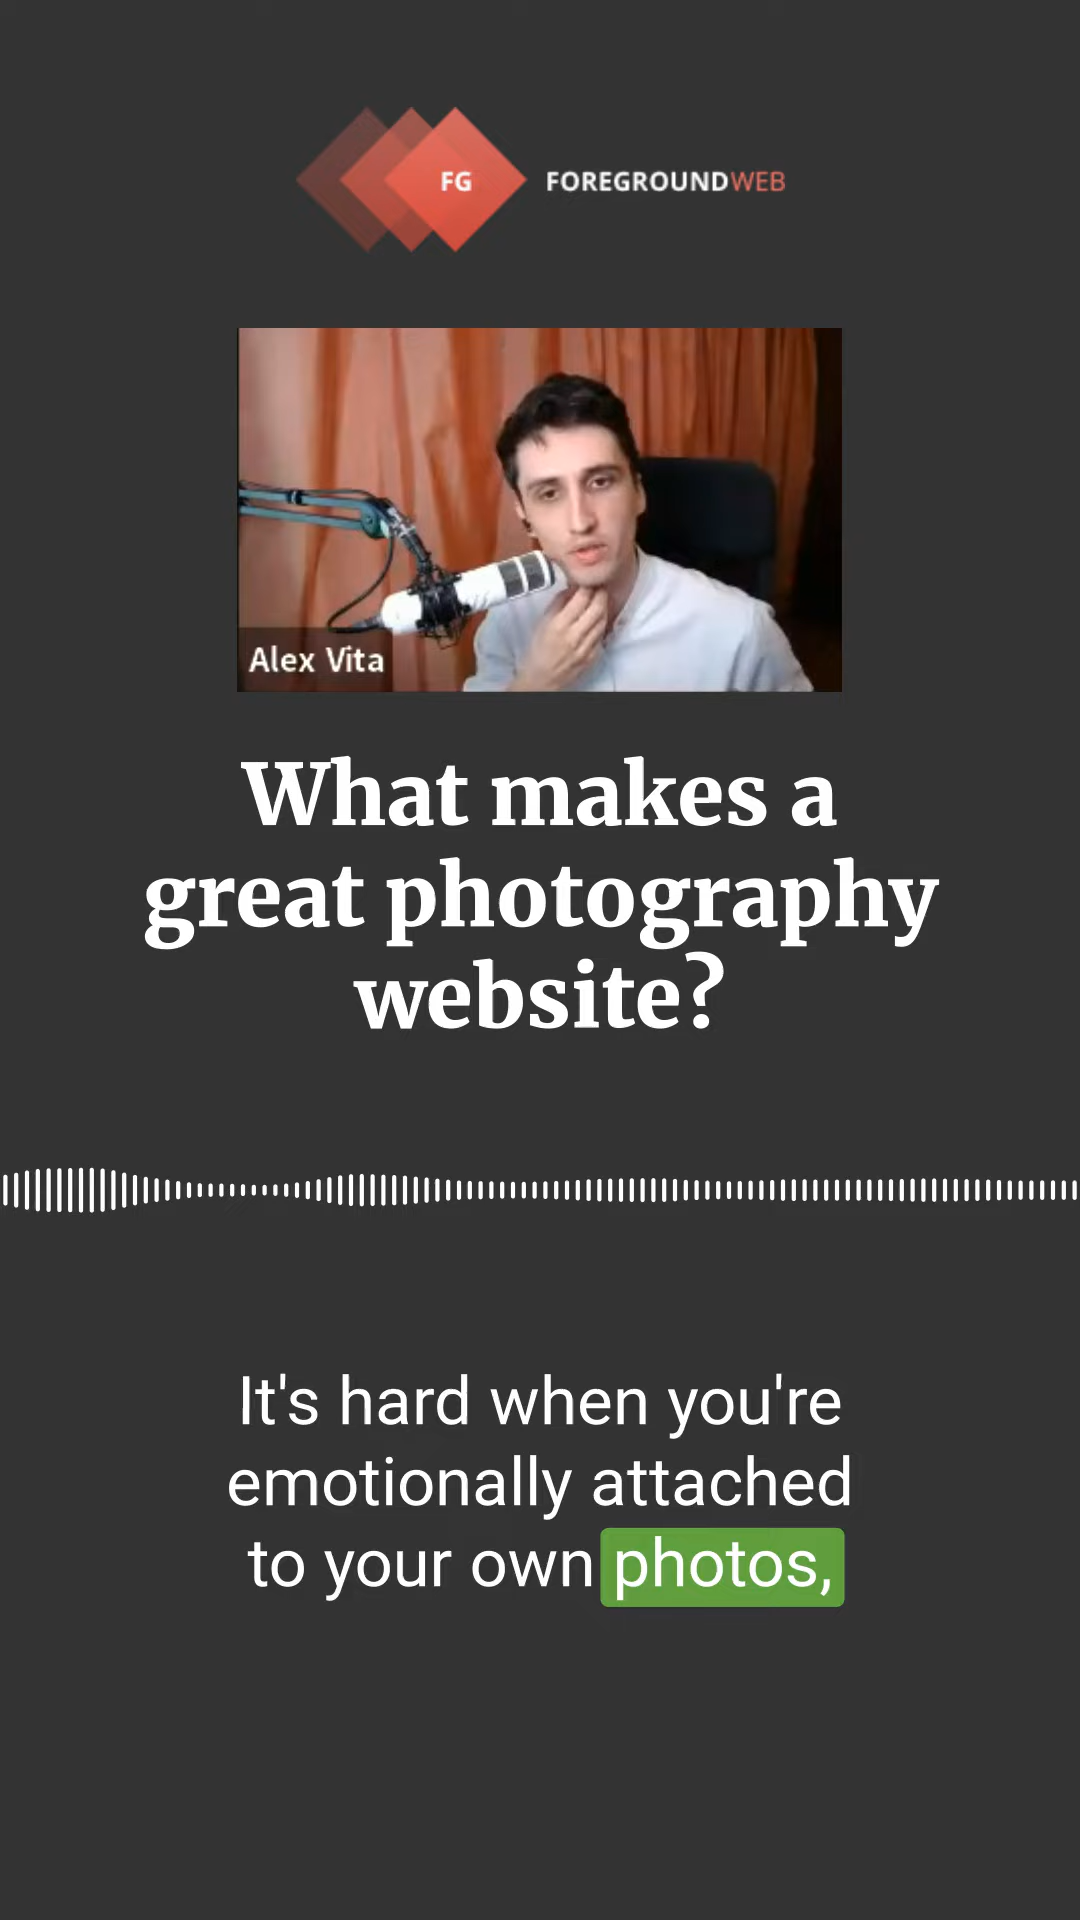 FG FOREGROUNDWEB
Alex Vita
What makes a
great photography
website?
It's hard when you're
emotionally attached
to your own photos,